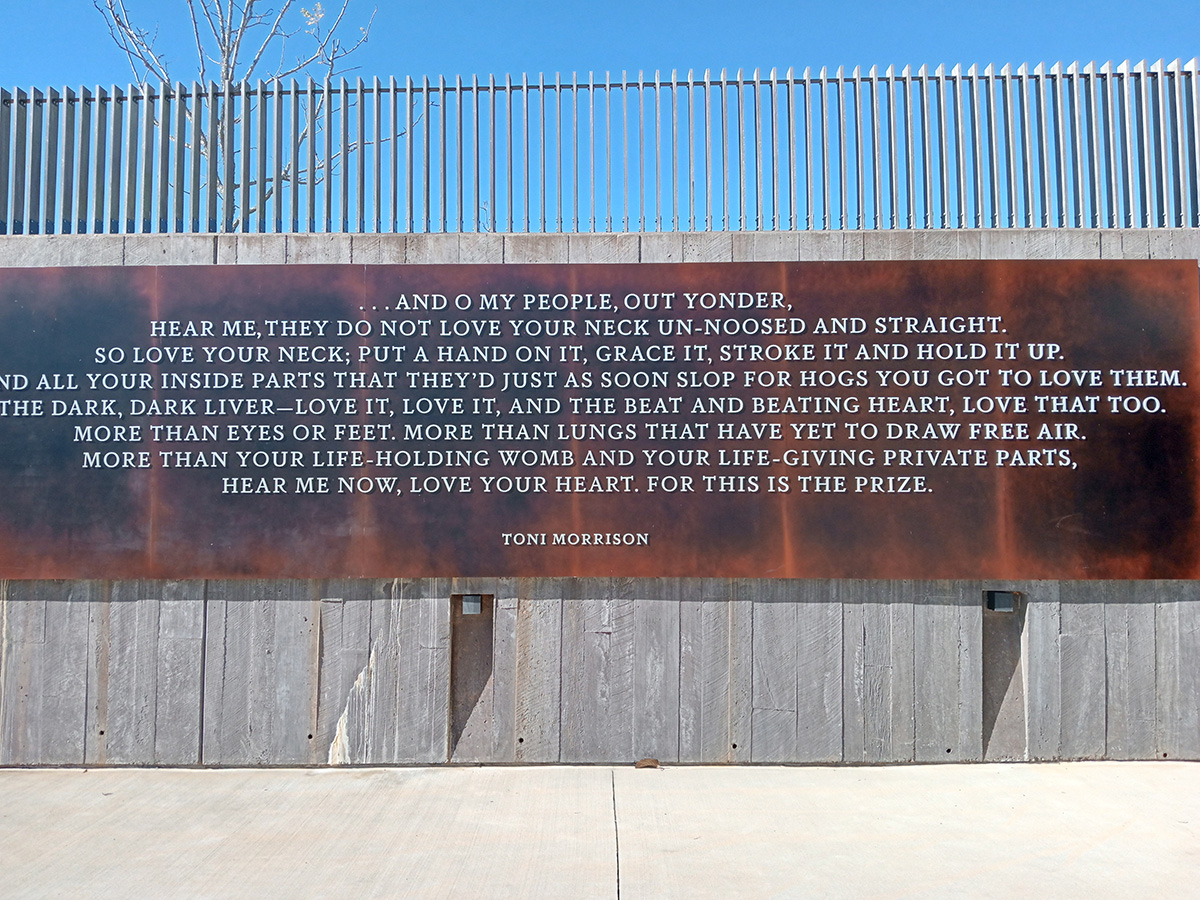 . . . AND O MY PEOPLE, OUT YONDER,
HEAR ME, THEY DO NOT LOVE YOUR NECK UN-NOOSED AND STRAIGHT.
SO LOVE YOUR NECK; PUT A HAND ON IT, GRACE IT, STROKE IT AND HOLD IT UP.
ND ALL YOUR INSIDE PARTS THAT THEY'D JUST AS SOON SLOP FOR HOGS YOU GOT TO LOVE THEM.
THE DARK, DARK LIVER—LOVE IT, LOVE IT, AND THE BEAT AND BEATING HEART, LOVE THAT TOO.
MORE THAN EYES OR FEET. MORE THAN LUNGS THAT HAVE YET TO DRAW FREE AIR.
MORE THAN YOUR LIFE-HOLDING WOMB AND YOUR LIFE-GIVING PRIVATE PARTS,
HEAR ME NOW, LOVE YOUR HEART. FOR THIS IS THE PRIZE.
TONI MORRISON